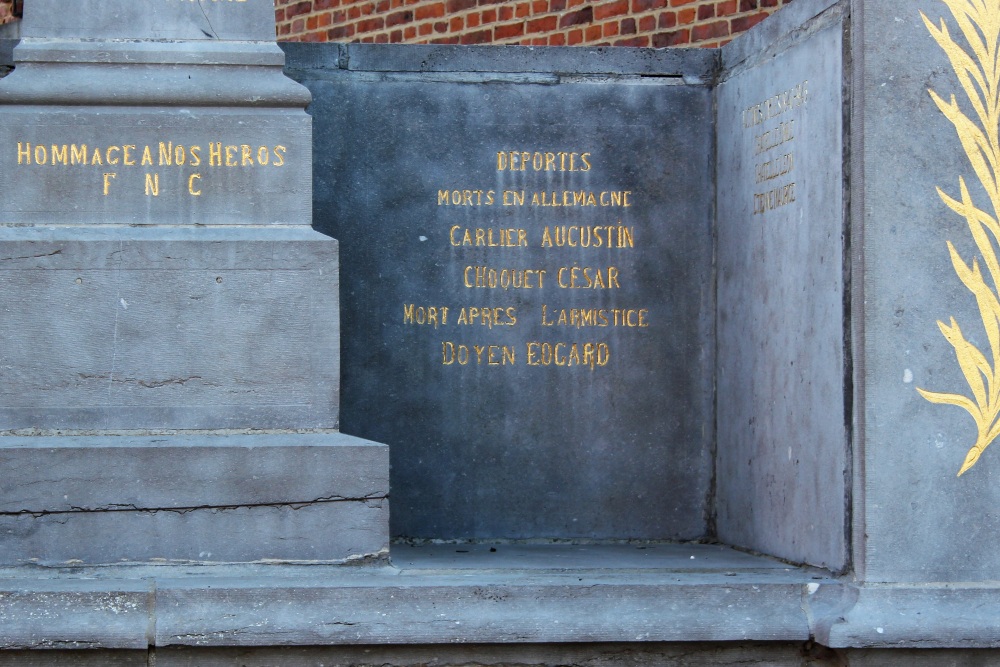 HOMMAGE A NOS HEROS
F N C
DEPORTES
MORTS EN ALLEMAGNE
CARLIER AUGUSTIN
CHOQUET CÉSAR
MORT APRES L'ARMISTICE
DOYEN EDGARD